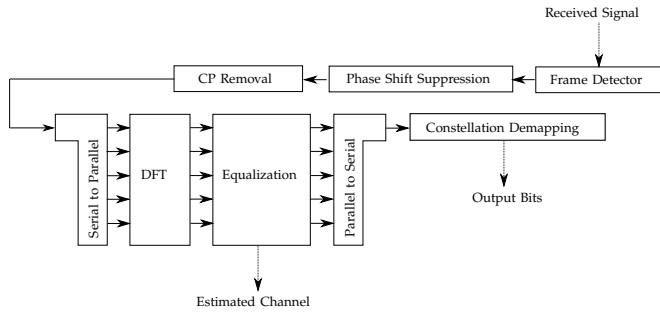 Received Signal
CP Removal
Phase Shift Suppression
Frame Detector
Serial to Parallel
DFT
Equalization
Parallel to Serial
Constellation Demapping
Output Bits
Estimated Channel